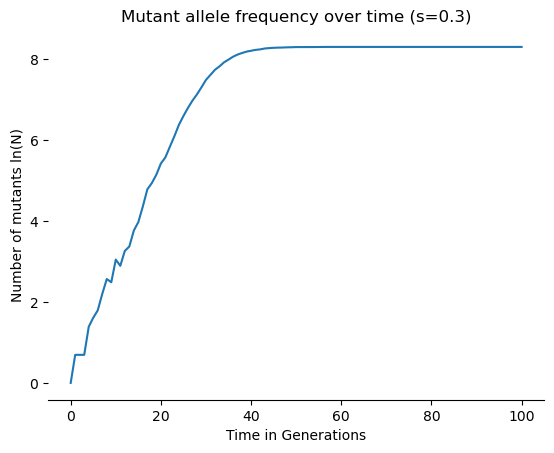 Mutant allele frequency over time (s=0.3)
Number of mutants ln(N)
8
6
4
2
0
0 20 40 60 80 100
Time in Generations